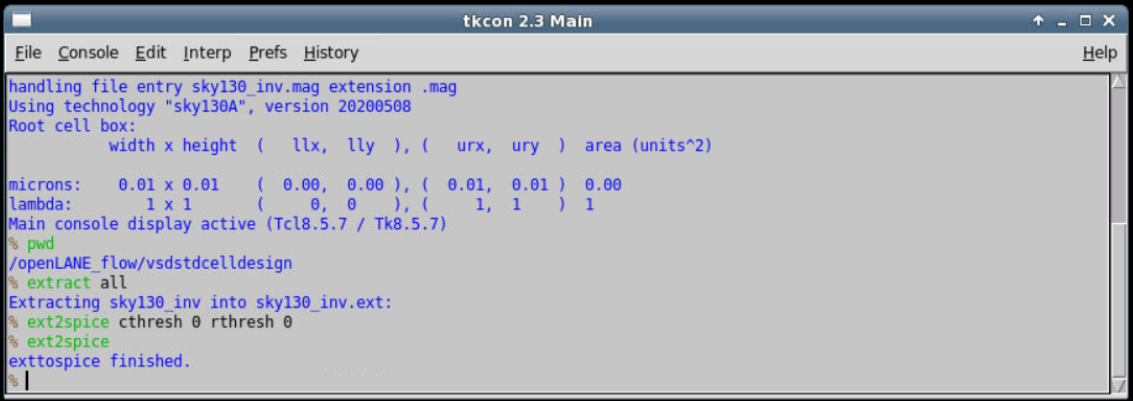 tkcon 2.3 Main
File Console Edit Interp Prefs History Help
handling file entry sky130_inv.mag extension .mag
Using technology "sky130A", version 20200508
Root cell box:
width x height ( llx, lly ), ( urx, ury ) area (units^2)
microns: 0.01 x 0.01 ( 0.00, 0.00 ), ( 0.01, 0.01 ) 0.00
lambda: 1 x 1 ( 0, 0 ), ( 1, 1 ) 1
Main console display active (Tcl8.5.7 / Tk8.5.7)
% pwd
/openLANE_flow/vsdstdcelldesign
% extract all
Extracting sky130_inv into sky130_inv.ext:
% ext2spice cthresh 0 rthresh 0
% ext2spice
exttospice finished.
%